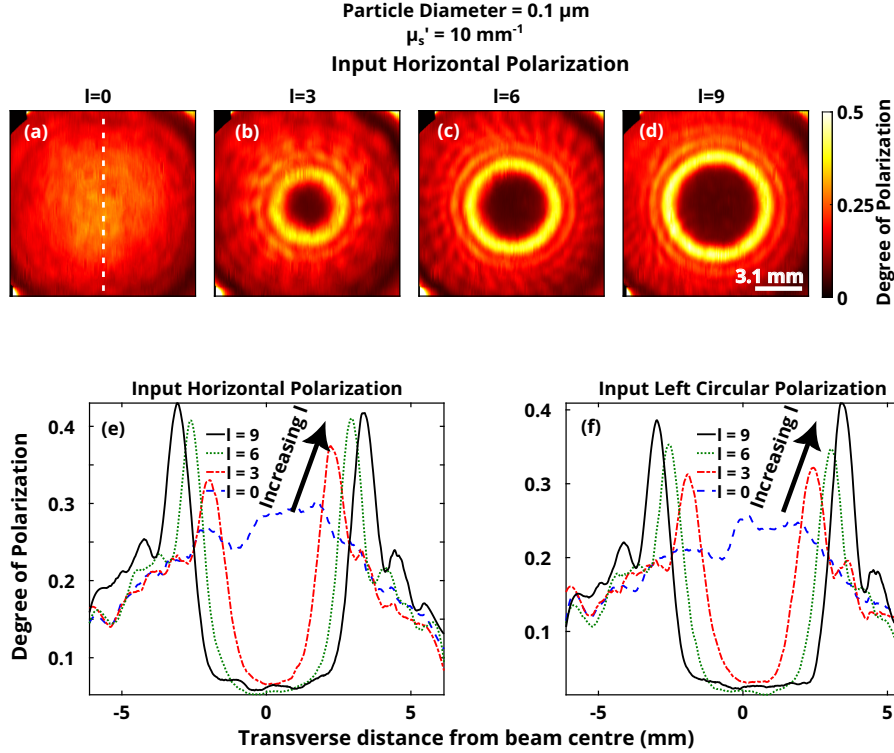 Particle Diameter = 0.1 μm
μs' = 10 mm-1
Input Horizontal Polarization
l=0 l=3 l=6 l=9
(a) (b) (c) (d)
3.1 mm
0.5
0.25
0
Degree of Polarization
Input Horizontal Polarization
(e)
l = 9
l = 6
l = 3
l = 0
Increasing l
0.4
0.3
0.2
0.1
-5 0 5
Degree of Polarization
Input Left Circular Polarization
(f)
l = 9
l = 6
l = 3
l = 0
Increasing l
0.4
0.3
0.2
0.1
-5 0 5
Transverse distance from beam centre (mm)